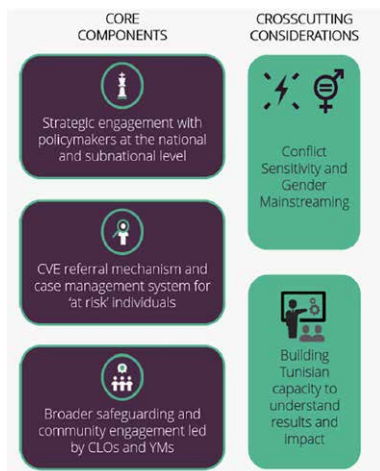 CORE
COMPONENTS
Strategic engagement with
policymakers at the national
and subnational level
CVE referral mechanism and
case management system for
'at risk' individuals
Broader safeguarding and
community engagement led
by CLOs and YMs
CROSSCUTTING
CONSIDERATIONS
Conflict
Sensitivity and
Gender
Mainstreaming
Building
Tunisian
capacity to
understand
results and
impact